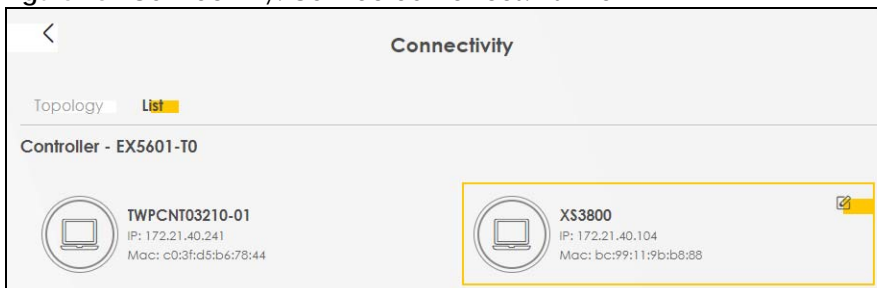 Connectivity
Topology List
Controller - EX5601-T0
TWPCNT03210-01
IP: 172.21.40.241
Mac: c0:3f:d5:b6:78:44
XS3800
IP: 172.21.40.104
Mac: bc:99:11:9b:b8:88